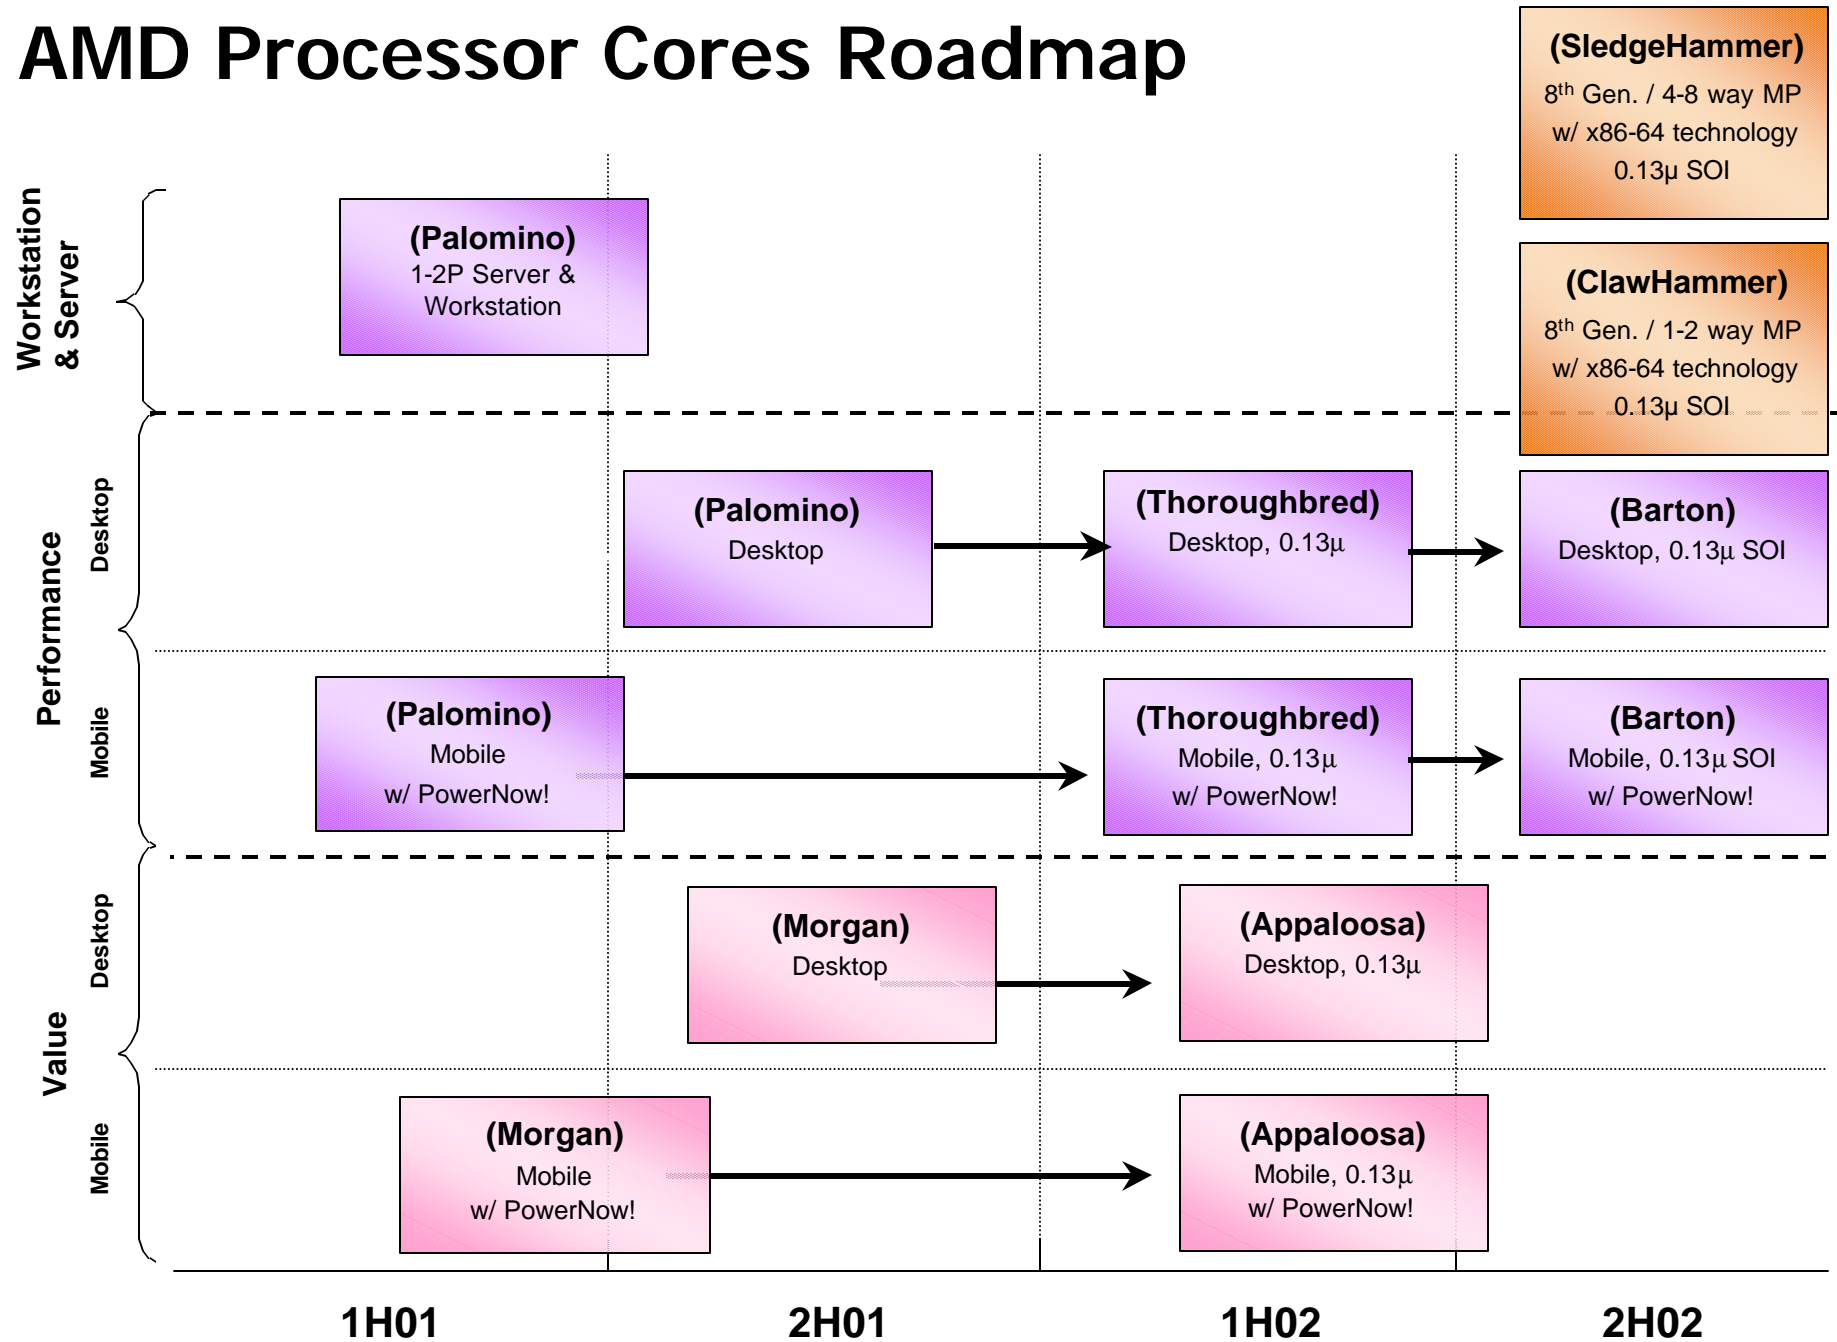 AMD Processor Cores Roadmap
(SledgeHammer)
8th Gen. / 4-8 way MP
w/ x86-64 technology
0.13µ SOI
Workstation
& Server
(Palomino)
1-2P Server &
Workstation
(ClawHammer)
8th Gen. / 1-2 way MP
w/ x86-64 technology
0.13µ SOI
Performance
Desktop
(Palomino)
Desktop
(Thoroughbred)
Desktop, 0.13µ
(Barton)
Desktop, 0.13µ SOI
Mobile
(Palomino)
Mobile
w/ PowerNow!
(Thoroughbred)
Mobile, 0.13µ
w/ PowerNow!
(Barton)
Mobile, 0.13µ SOI
w/ PowerNow!
Value
Desktop
(Morgan)
Desktop
(Appaloosa)
Desktop, 0.13µ
Mobile
(Morgan)
Mobile
w/ PowerNow!
(Appaloosa)
Mobile, 0.13µ
w/ PowerNow!
1H01
2H01
1H02
2H02